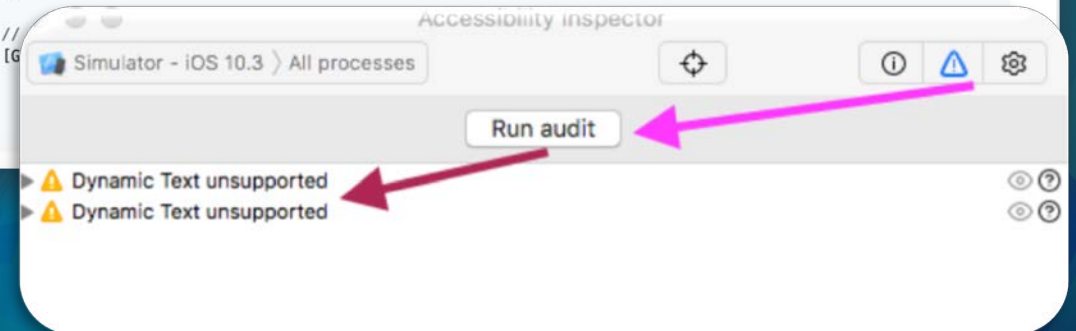 Accessibility Inspector
//
[G
Simulator - iOS 10.3 〉 All processes
Run audit
Dynamic Text unsupported
Dynamic Text unsupported